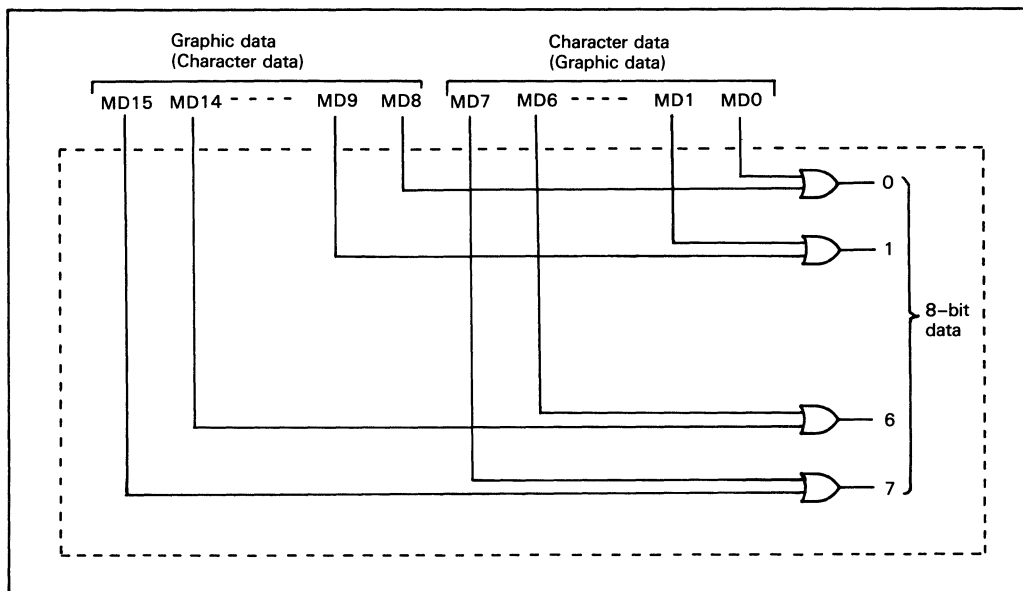 Graphic data
(Character data)
Character data
(Graphic data)
MD15 MD14 ----- MD9 MD8 MD7 MD6 ---- MD1 MD0
0
1
8-bit
data
6
7